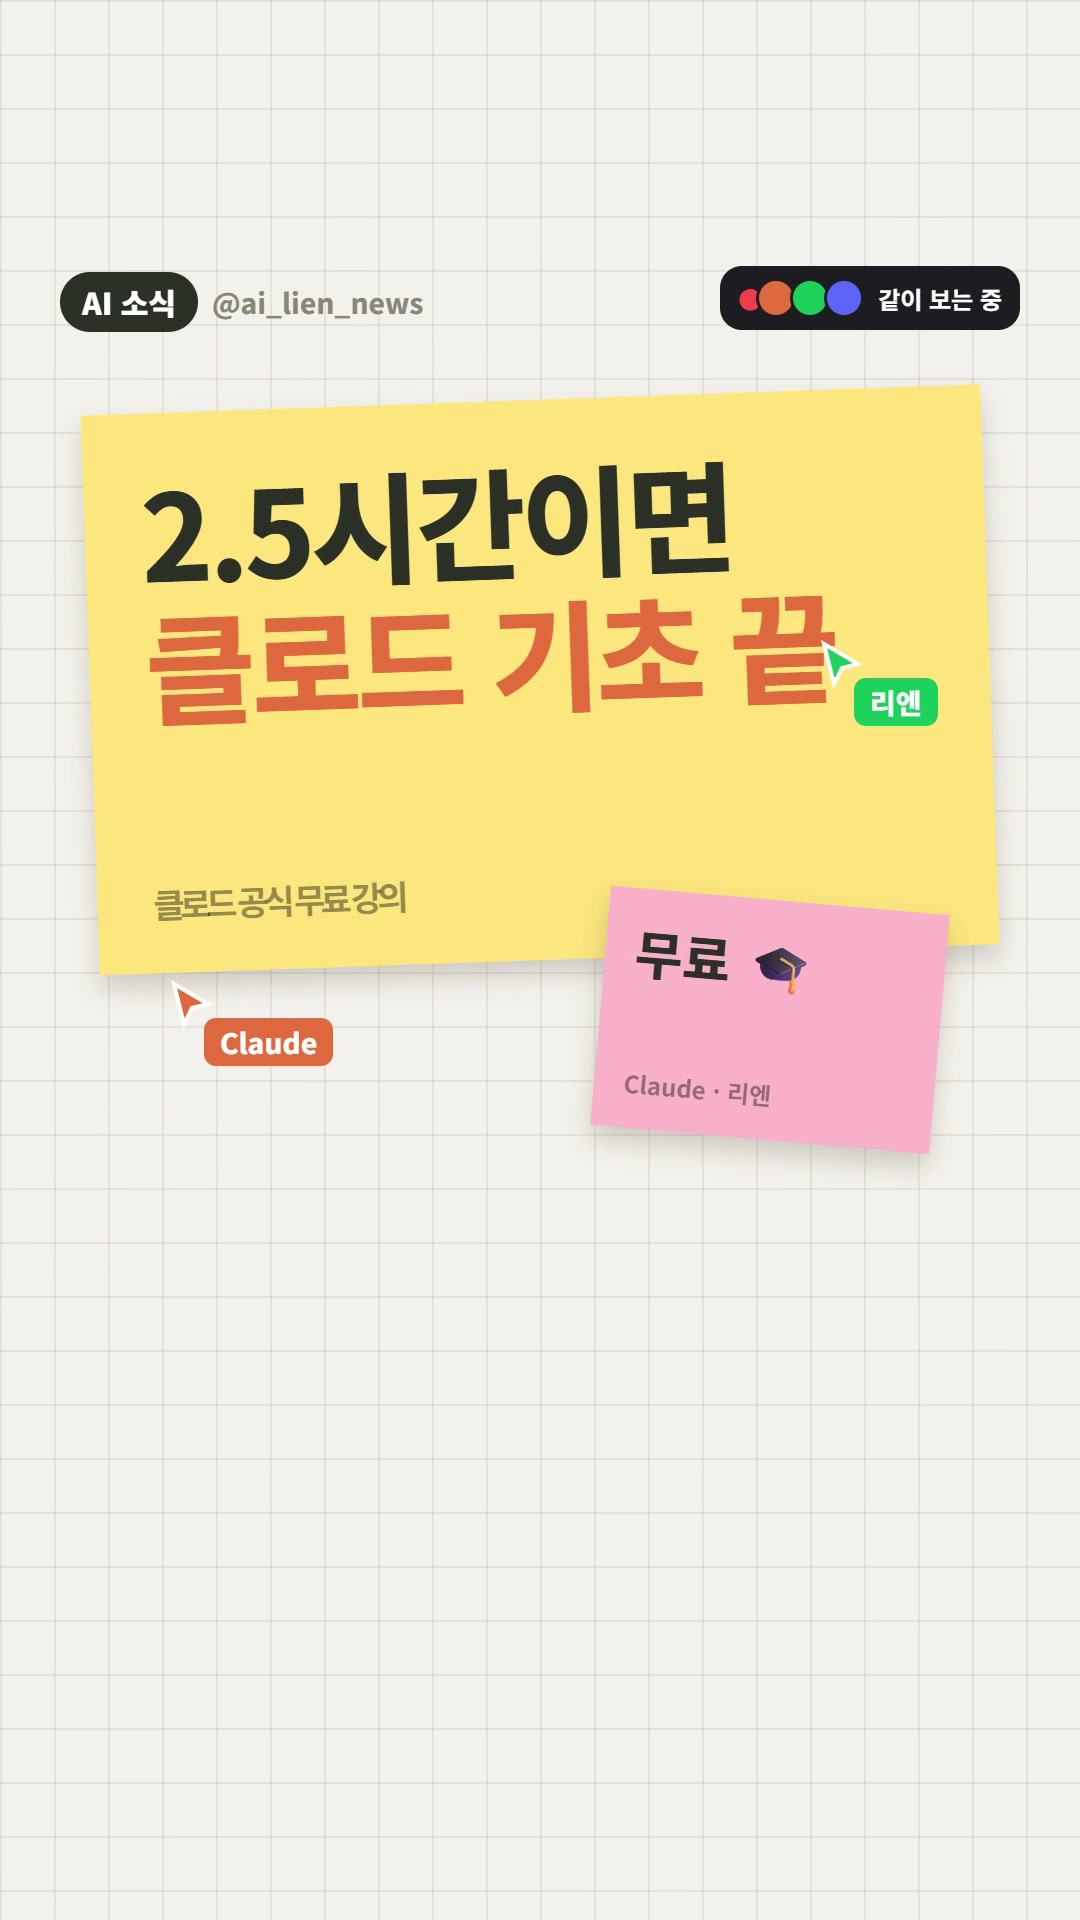 AI 소식
@ai_lien_news
같이 보는 중
2.5시간이면
클로드 기초 끝
리엔
클로드 공식 무료 강의
무료 🎓
Claude · 리엔
Claude